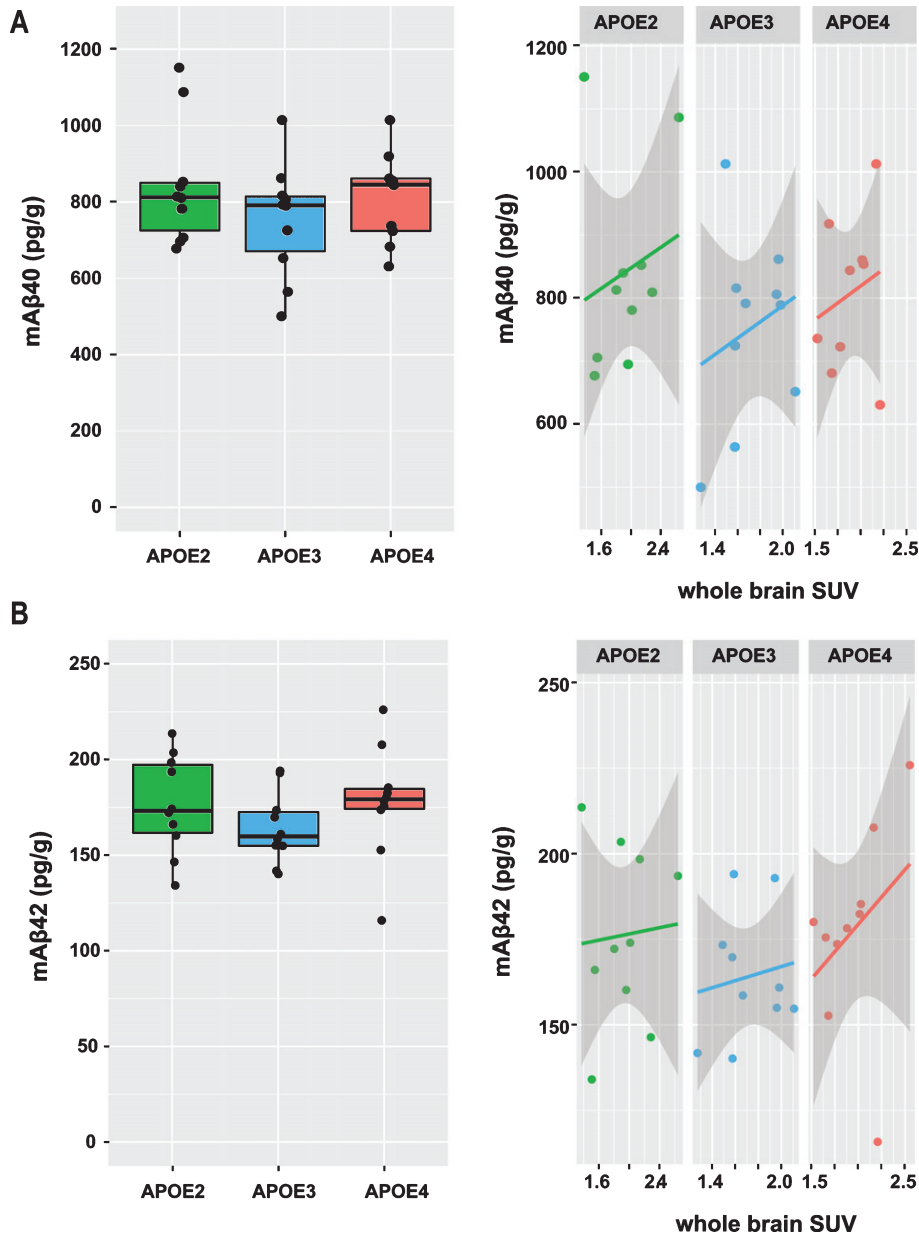 A
mAβ40 (pg/g)
1200
1000
800
600
400
200
0
APOE2 APOE3 APOE4
APOE2 APOE3 APOE4
mAβ40 (pg/g)
1200
1000
800
600
1.6 2.4 1.4 2.0 1.5 2.5
whole brain SUV
B
mAβ42 (pg/g)
250
200
150
100
50
0
APOE2 APOE3 APOE4
APOE2 APOE3 APOE4
mAβ42 (pg/g)
250
200
150
1.6 2.4 1.4 2.0 1.5 2.5
whole brain SUV